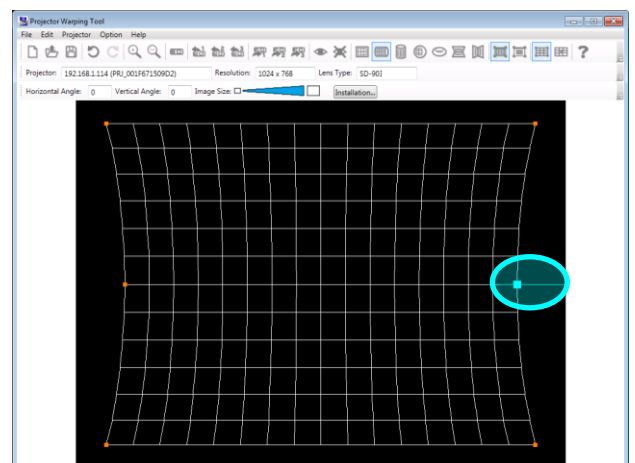 Projector Warping Tool
File Edit Projector Option Help
Projector: 192.168.1.114 (PRJ_001F671509D2) Resolution: 1024 x 768 Lens Type: SD-903
Horizontal Angle: 0 Vertical Angle: 0 Image Size: Installation...